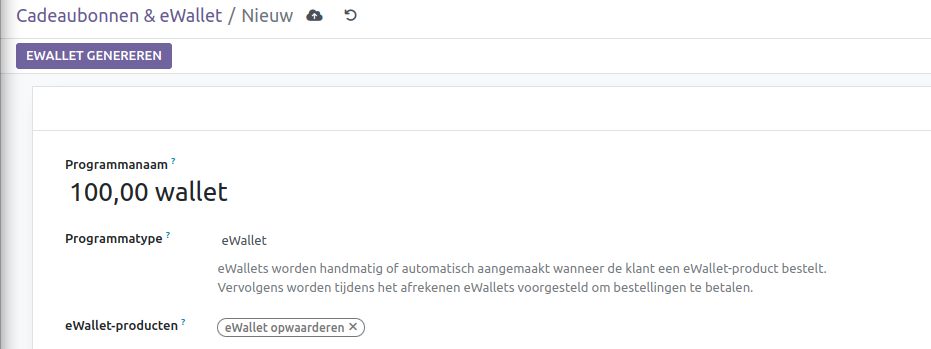 Cadeaubonnen & eWallet / Nieuw
EWALLET GENEREREN
Programmanaam ?
100,00 wallet
Programmatype ? eWallet
eWallets worden handmatig of automatisch aangemaakt wanneer de klant een eWallet-product bestelt.
Vervolgens worden tijdens het afrekenen eWallets voorgesteld om bestellingen te betalen.
eWallet-producten ? eWallet opwaarderen ×